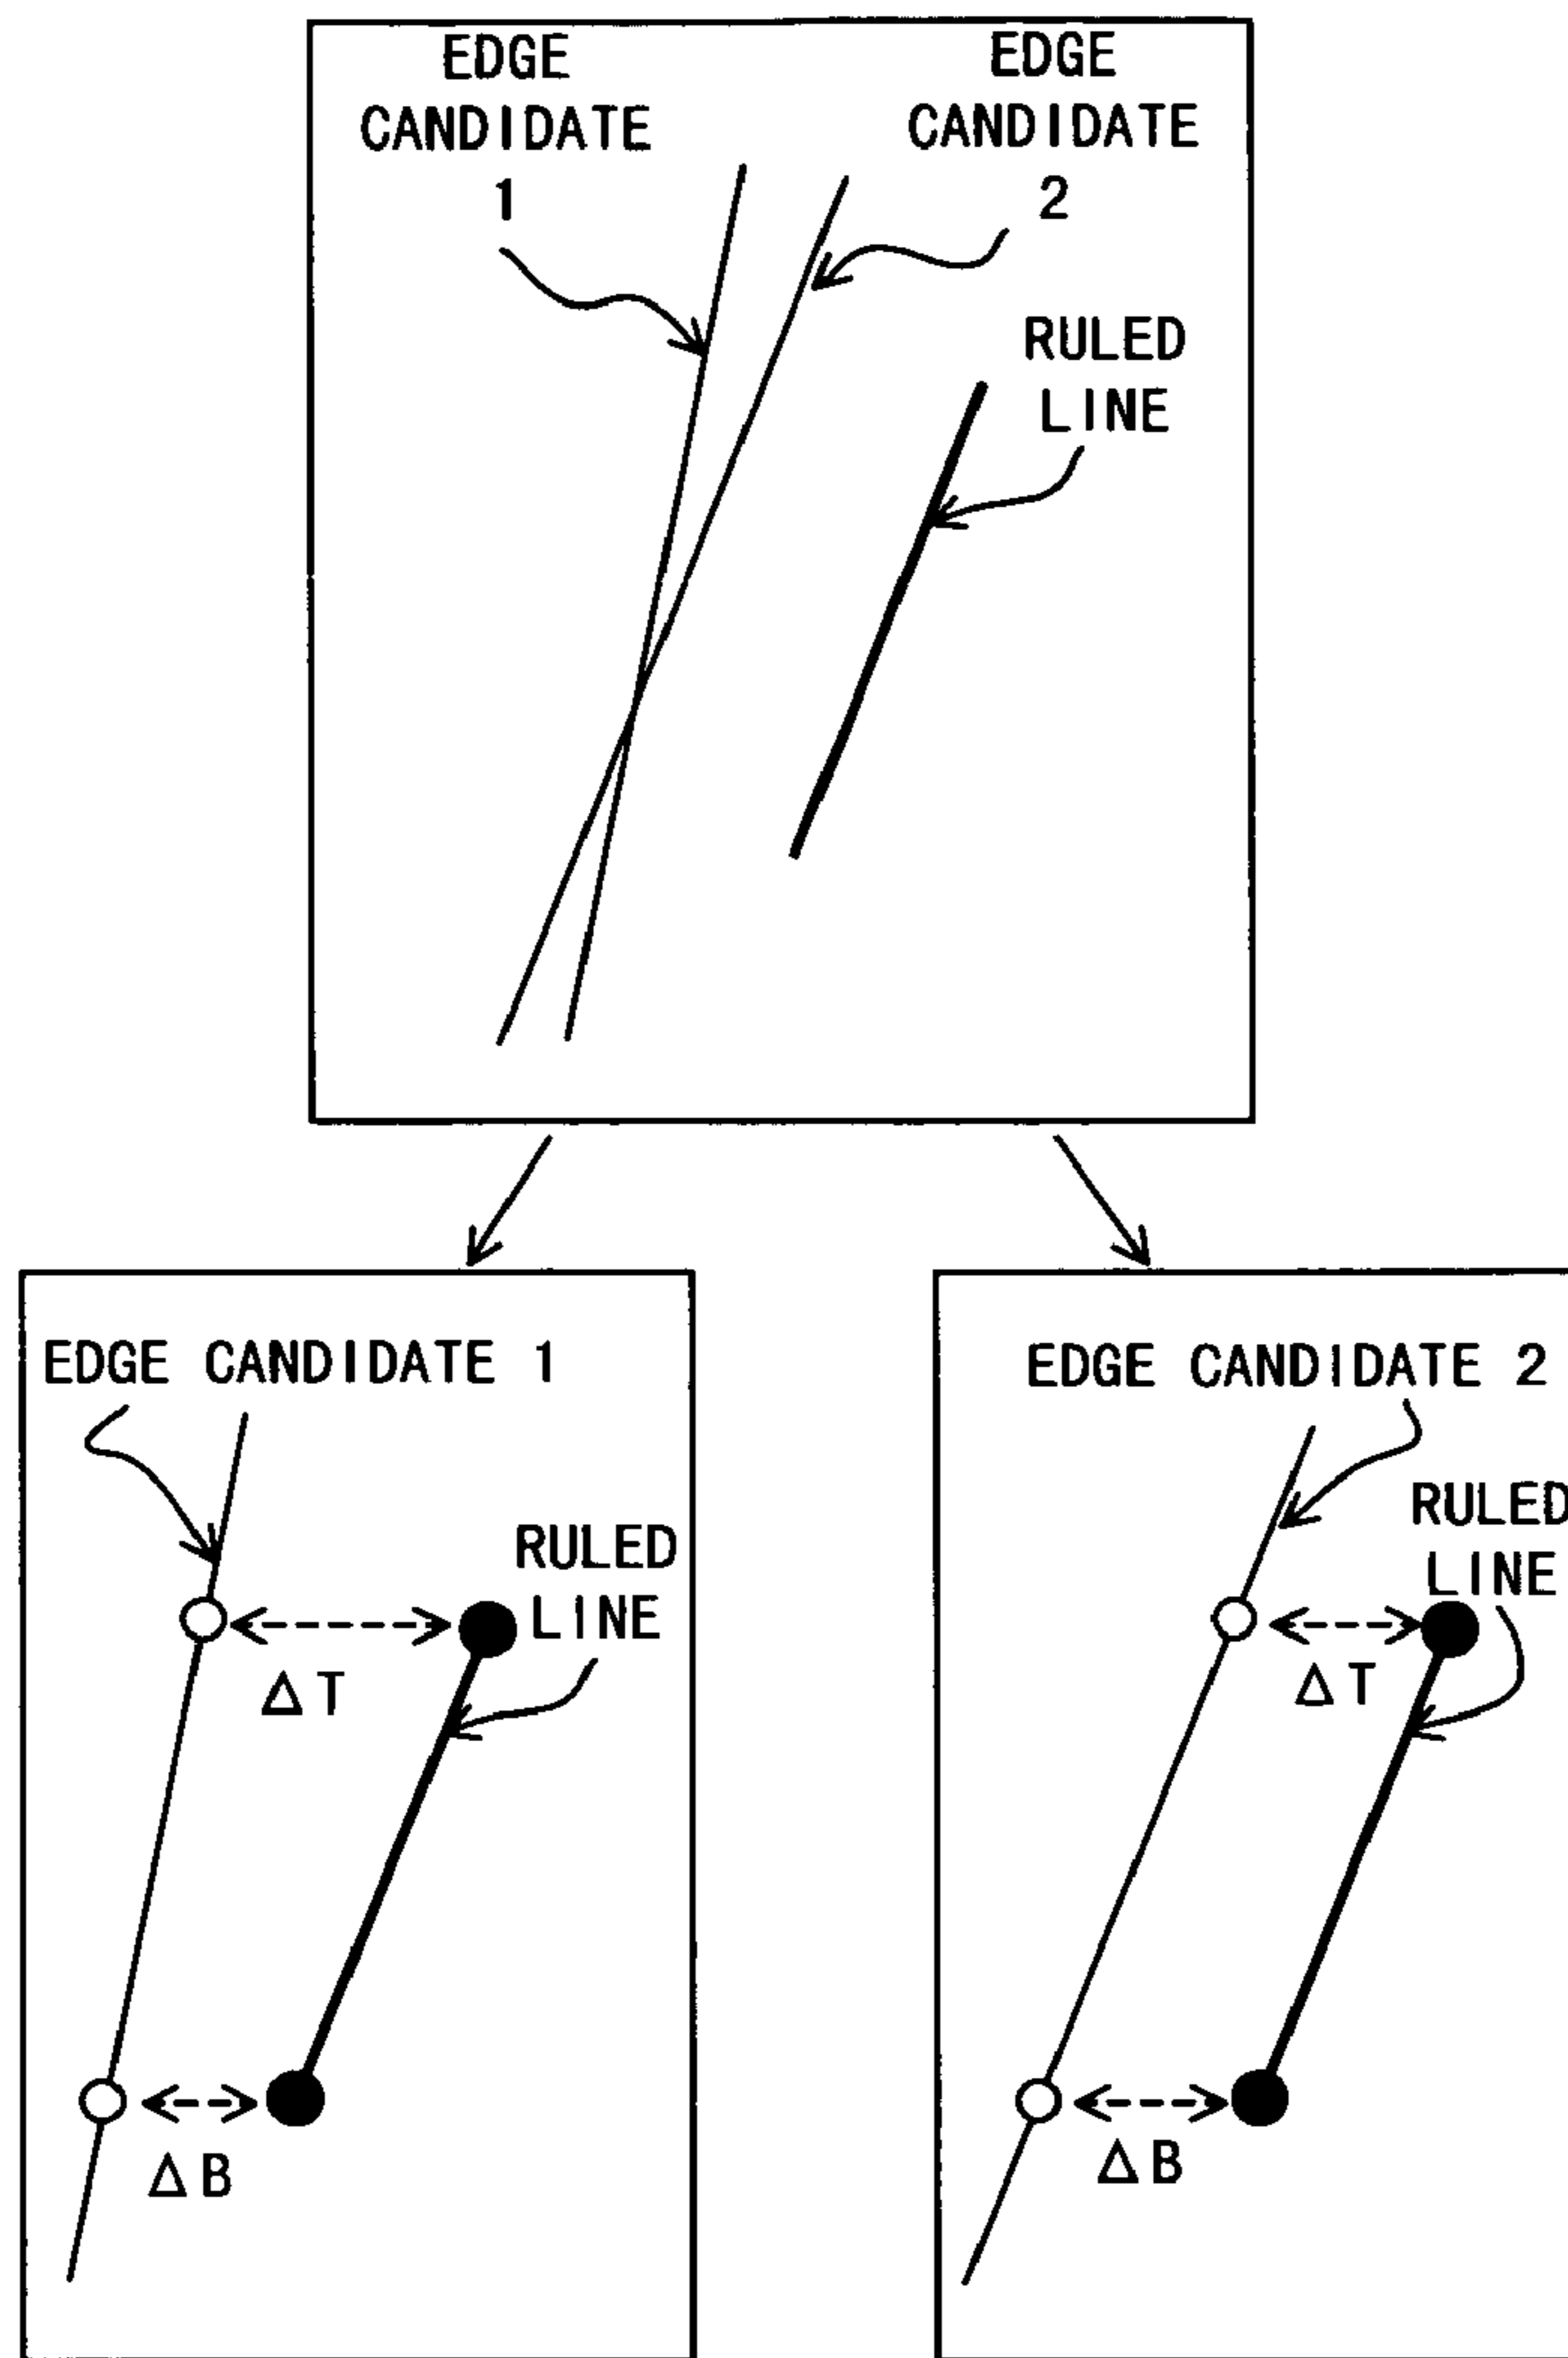 EDGE
CANDIDATE
1
EDGE
CANDIDATE
2
RULED
LINE
EDGE CANDIDATE 1
RULED
LINE
ΔT
ΔB
EDGE CANDIDATE 2
RULED
LINE
ΔT
ΔB